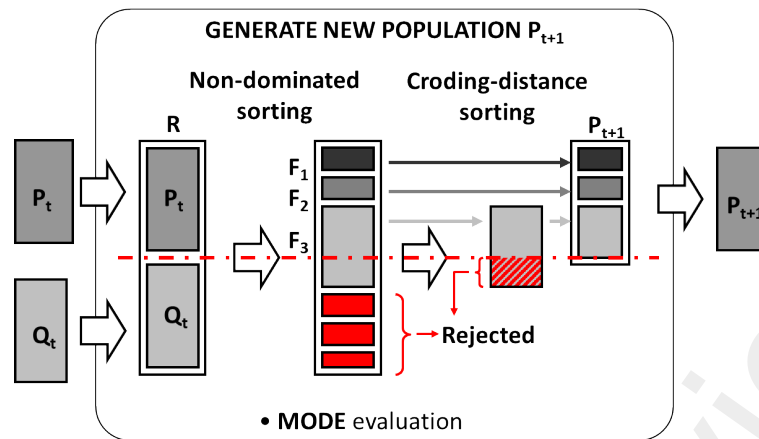 GENERATE NEW POPULATION Pt+1
Non-dominated
sorting
Croding-distance
sorting
R
Pt+1
F1
F2
F3
Pt
Pt
Pt+1
Qt
Qt
Rejected
• MODE evaluation